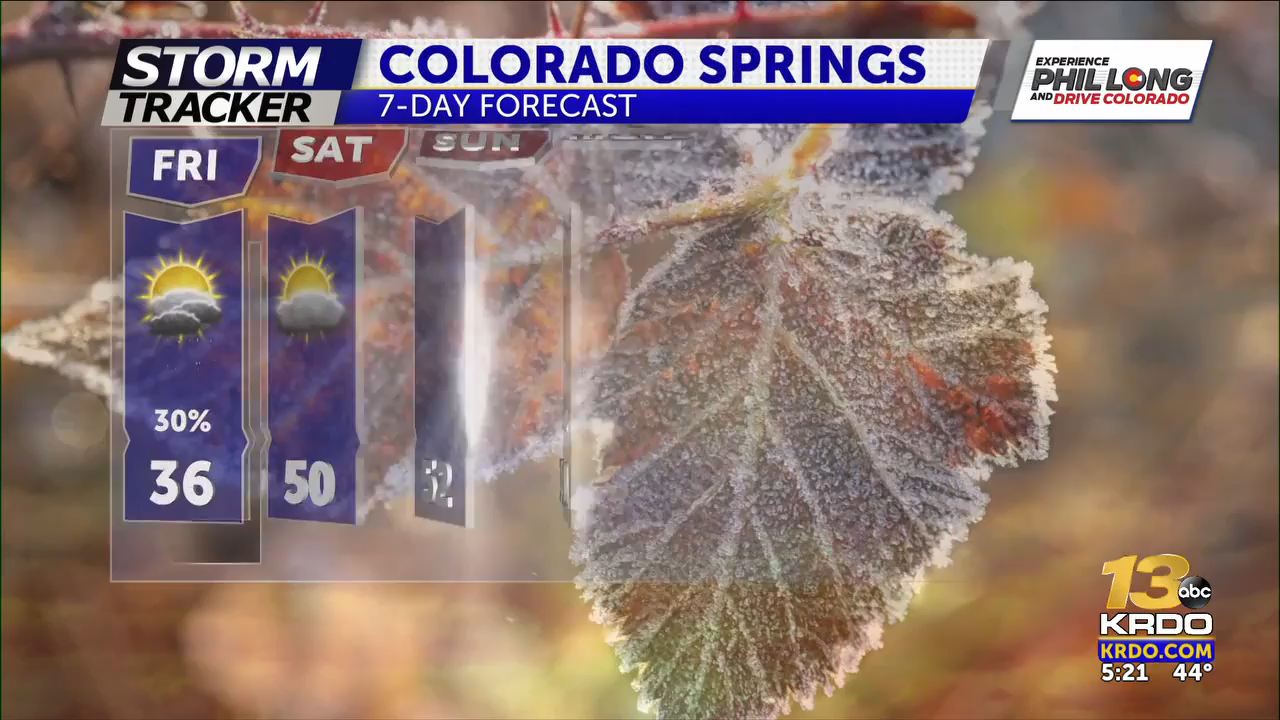 STORM
TRACKER
COLORADO SPRINGS
7-DAY FORECAST
EXPERIENCE
PHIL LONG
AND DRIVE COLORADO
FRI
SAT
SUN
30%
36
50
13
abc
KRDO
KRDO.COM
5:21 44°